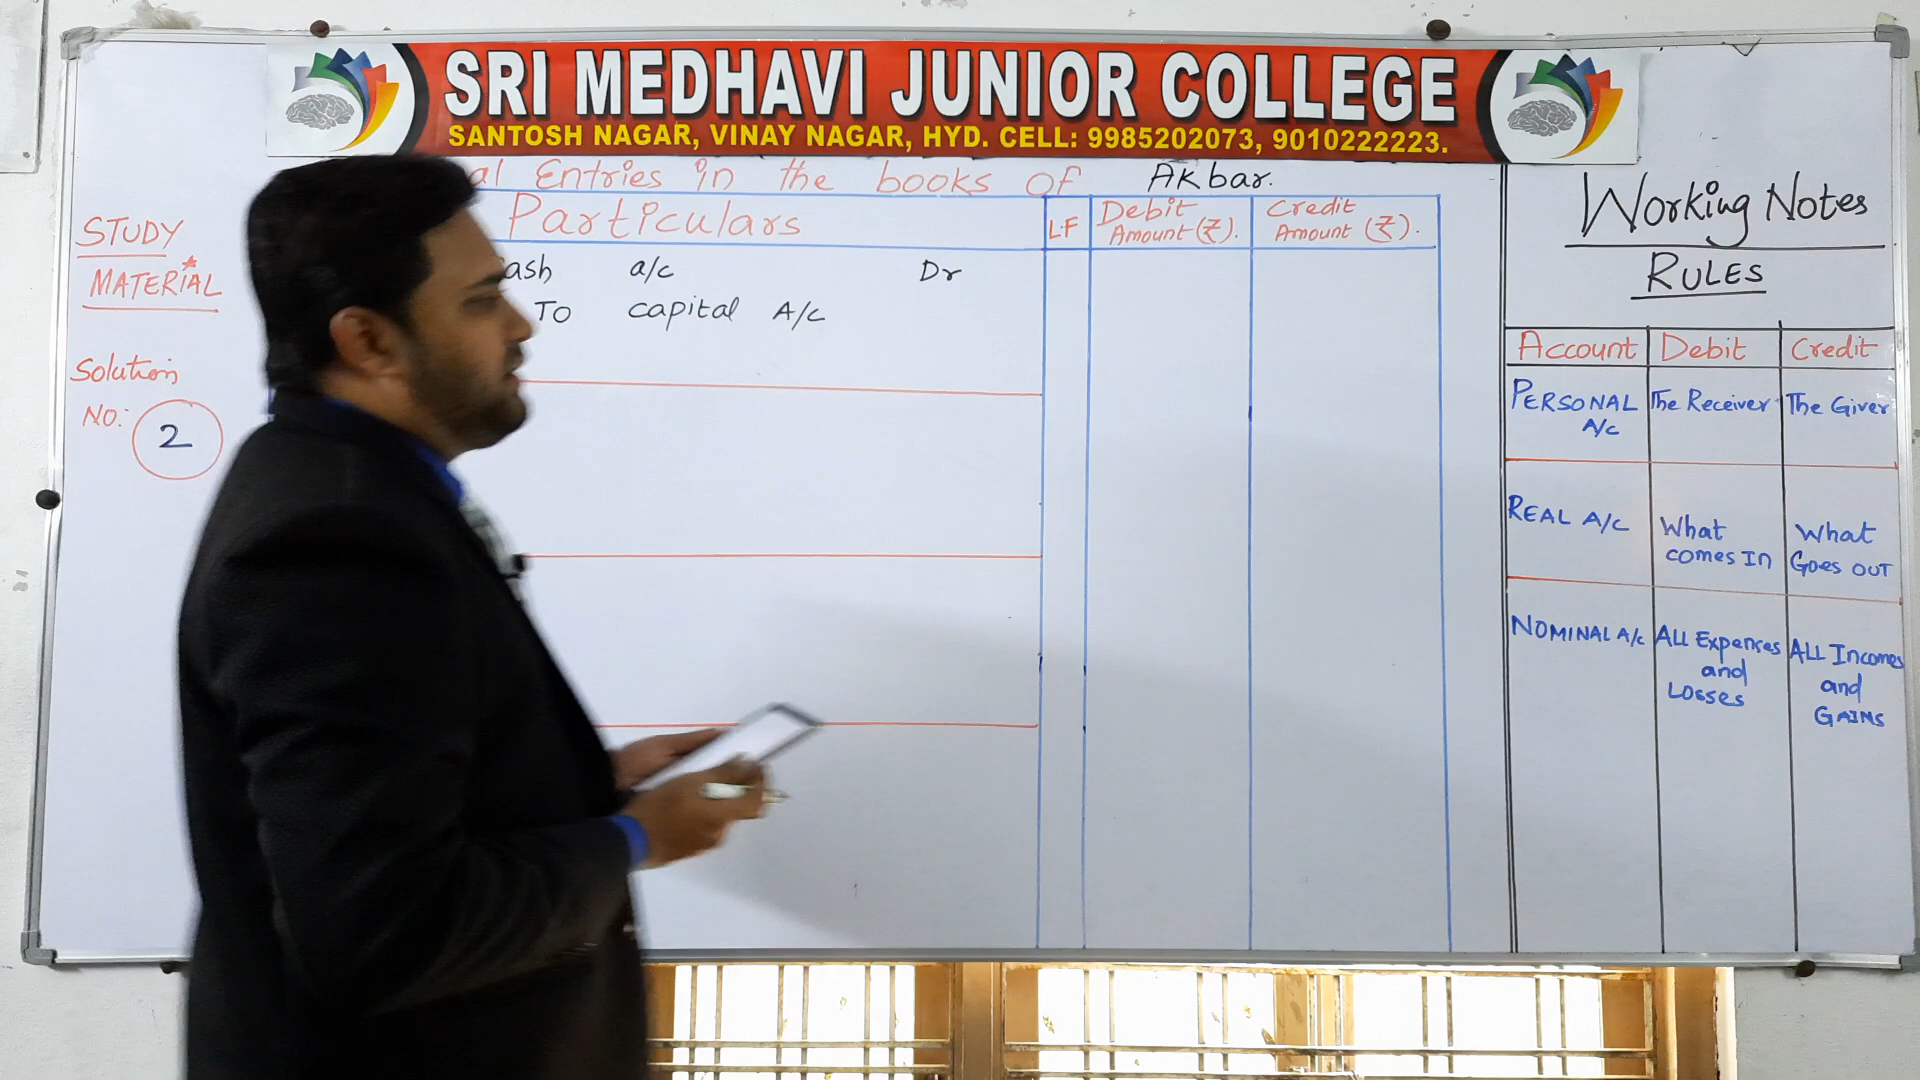 SRI MEDHAVI JUNIOR COLLEGE
SANTOSH NAGAR, VINAY NAGAR, HYD. CELL: 9985202073, 9010222223.
al Entries in the books of Akbar.
STUDY
MATERIAL
Solution
NO: 2
Particulars
L.F
Debit
Amount (₹).
Credit
Amount (₹).
ash a/c Dr
To capital A/c
Working Notes
RULES
Account Debit Credit
PERSONAL A/c
The Receiver
The Giver
REAL A/c
What comes In
What Goes OUT
NOMINAL A/c
ALL Expenses and Losses
ALL Incomes and GAINS